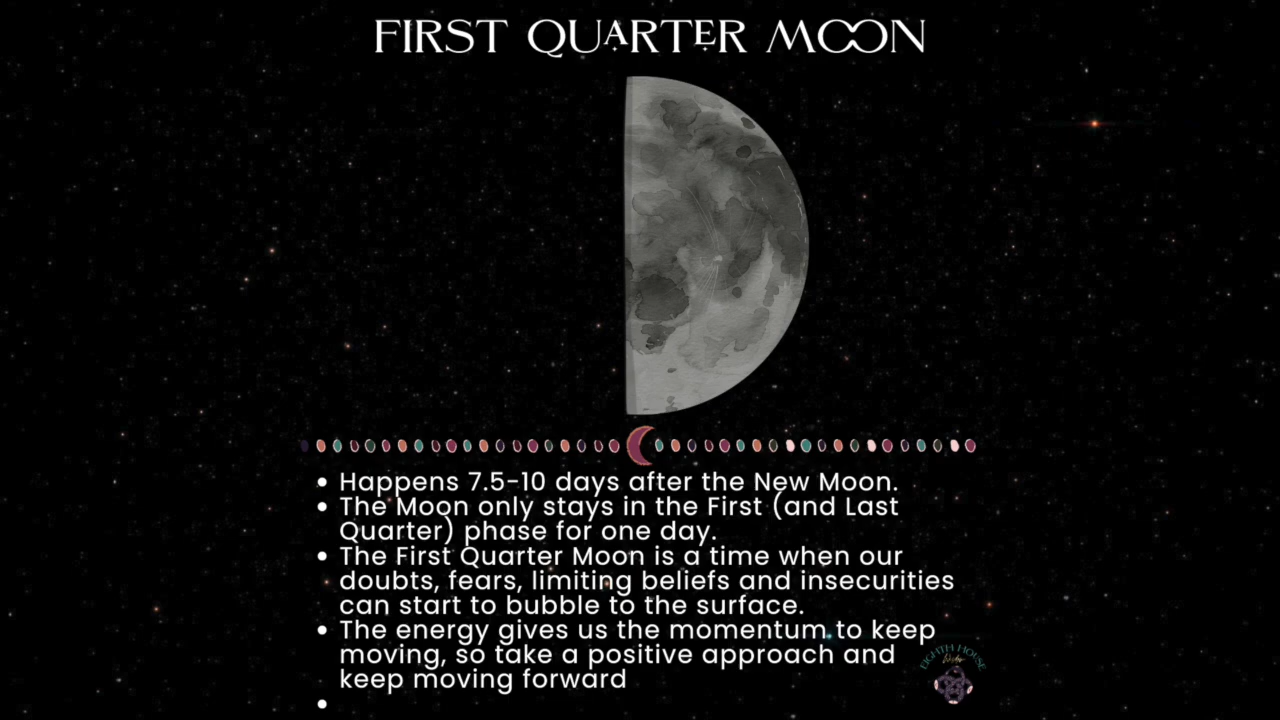 FIRST QUARTER MOON
• Happens 7.5-10 days after the New Moon.
• The Moon only stays in the First (and Last
Quarter) phase for one day.
• The First Quarter Moon is a time when our
doubts, fears, limiting beliefs and insecurities
can start to bubble to the surface.
• The energy gives us the momentum to keep
moving, so take a positive approach and
keep moving forward
•
EIGHTH HOUSE